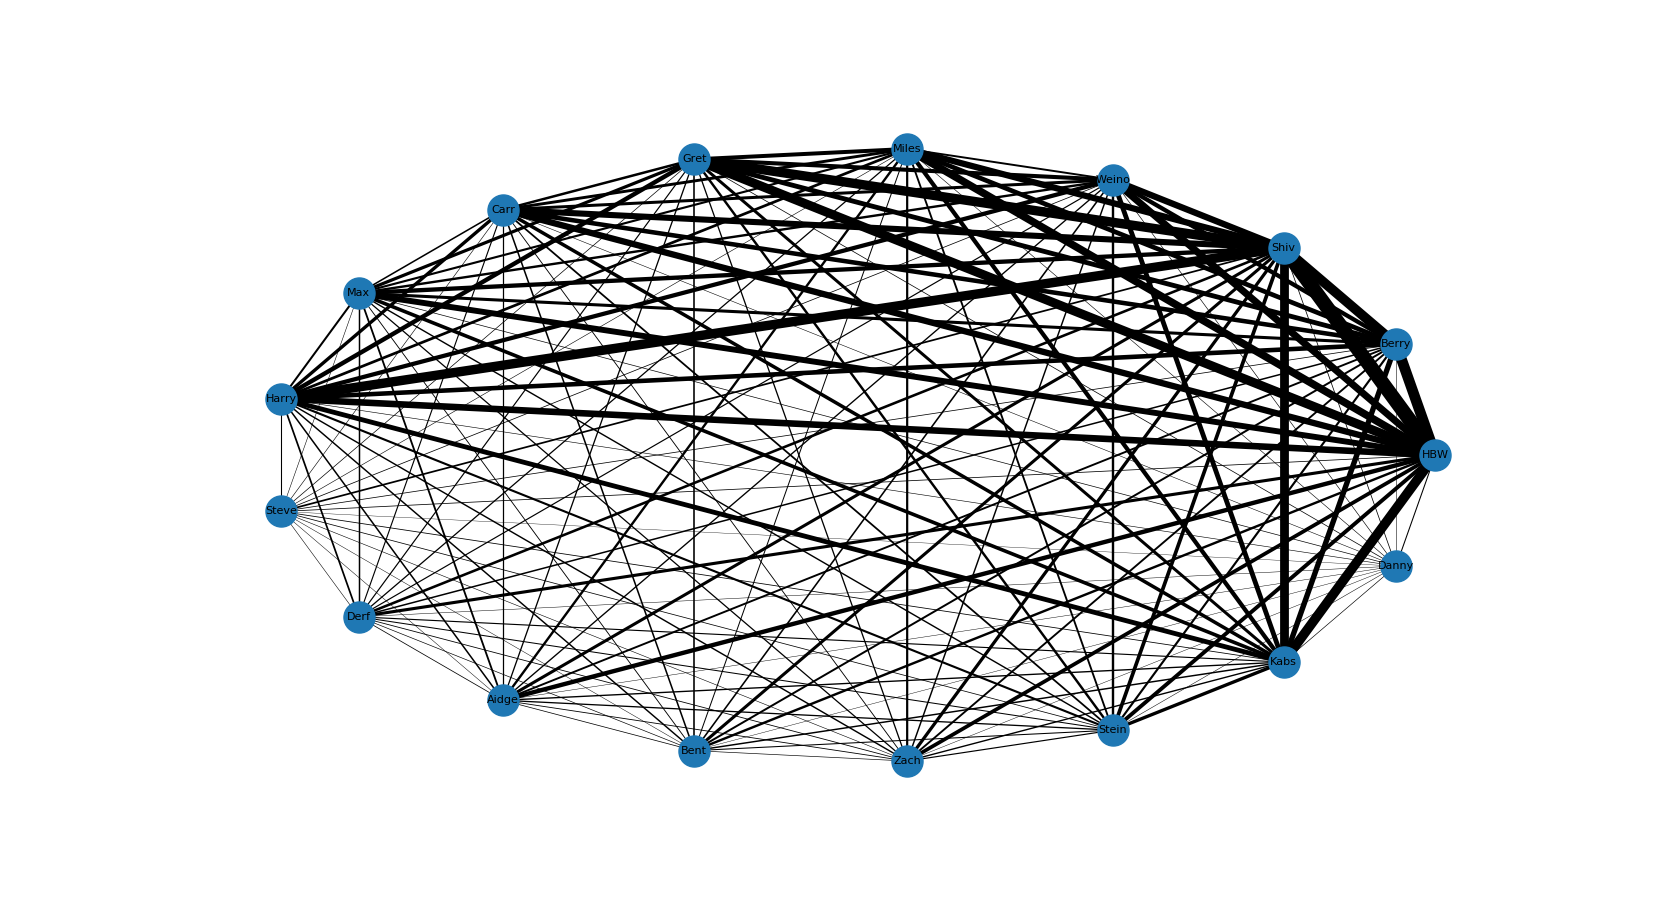 Miles
Gret
Weino
Carr
Shiv
Max
Berry
Harry
HBW
Steve
Danny
Derf
Kabs
Aidge
Stein
Bent
Zach